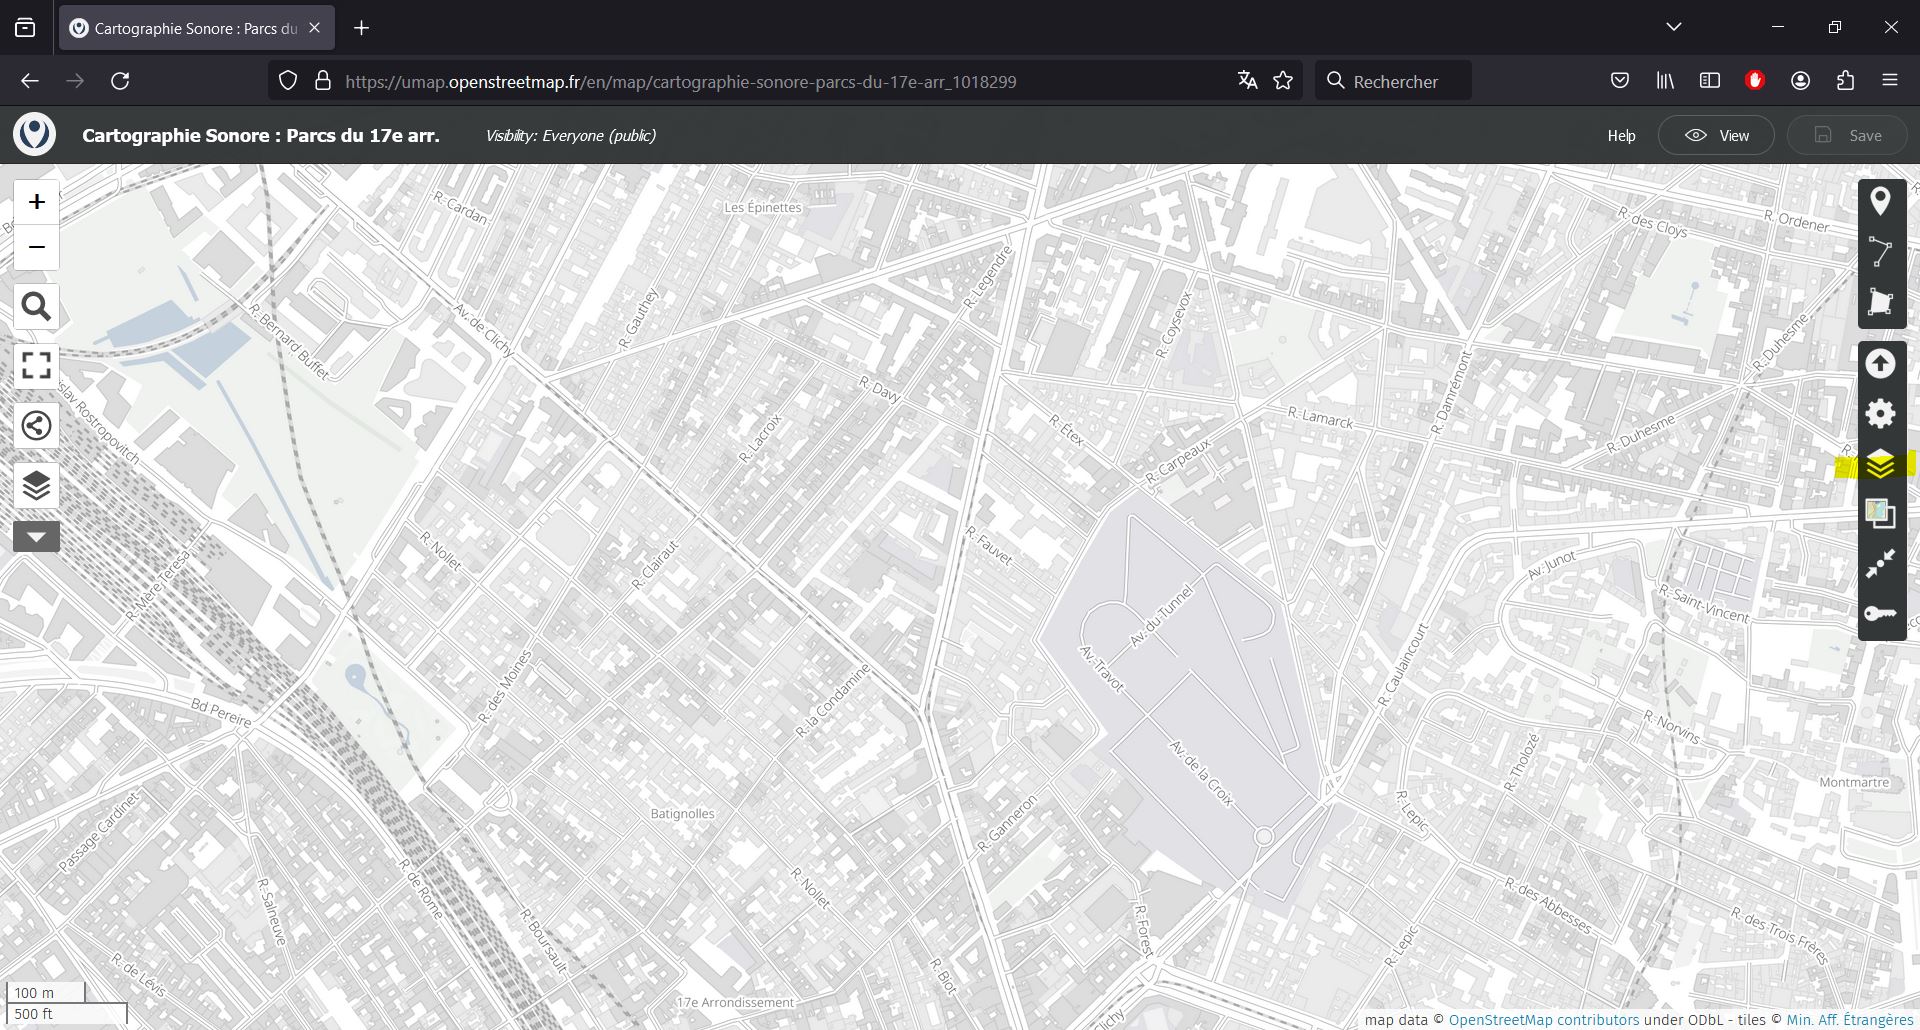 Cartographie Sonore : Parcs du
https://umap.openstreetmap.fr/en/map/cartographie-sonore-parcs-du-17e-arr_1018299
Rechercher
Cartographie Sonore : Parcs du 17e arr.
Visibility: Everyone (public)
Help
View
Save
+
−
R. Cardan
Les Épinettes
R. des Cloys
R. Ordener
R. Legendre
R. Gauthey
R. Coysevox
Av. de Clichy
R. Bernard Buffet
R. Duhesme
R. Damrémont
R. Davy
R. Lacroix
R. Étex
R. Lamarck
R. Duhesme
R. Carpeaux
Rostropovitch
R. Nollet
R. Clairaut
R. Fauvet
Av. Junot
R. Saint-Vincent
R. Mère Teresa
Av. du Tunnel
Av. Travot
R. Caulaincourt
R. des Moines
R. la Condamine
Bd Pereire
R. Norvins
R. Tholozé
Av. de la Croix
Montmartre
Passage Cardinet
Batignolles
R. Ganneron
R. Lepic
R. de Rome
R. Nollet
R. Salneuve
R. Boursault
R. Forest
R. des Abbesses
R. des Trois Frères
R. Lepic
R. de Lévis
R. Biot
17e Arrondissement
Clichy
100 m
500 ft
map data © OpenStreetMap contributors under ODbL - tiles © Min. Aff. Étrangères